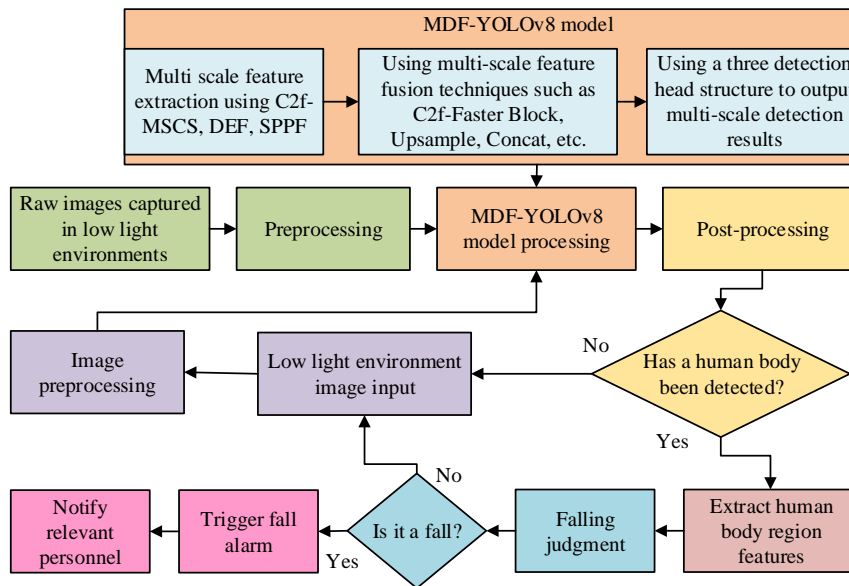 MDF-YOLOv8 model
Multi scale feature
extraction using C2f-
MSCS, DEF, SPPF
Using multi-scale feature
fusion techniques such as
C2f-Faster Block,
Upsample, Concat, etc.
Using a three detection
head structure to output
multi-scale detection
results
Raw images captured
in low light
environments
Preprocessing
MDF-YOLOv8
model processing
Post-processing
Image
preprocessing
Low light environment
image input
No
Has a human body
been detected?
Yes
No
Notify
relevant
personnel
Trigger fall
alarm
Yes
Is it a fall?
Falling
judgment
Extract human
body region
features